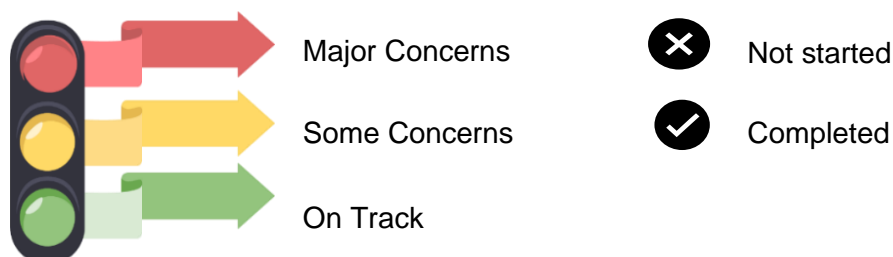 Major Concerns
Not started
Some Concerns
Completed
On Track